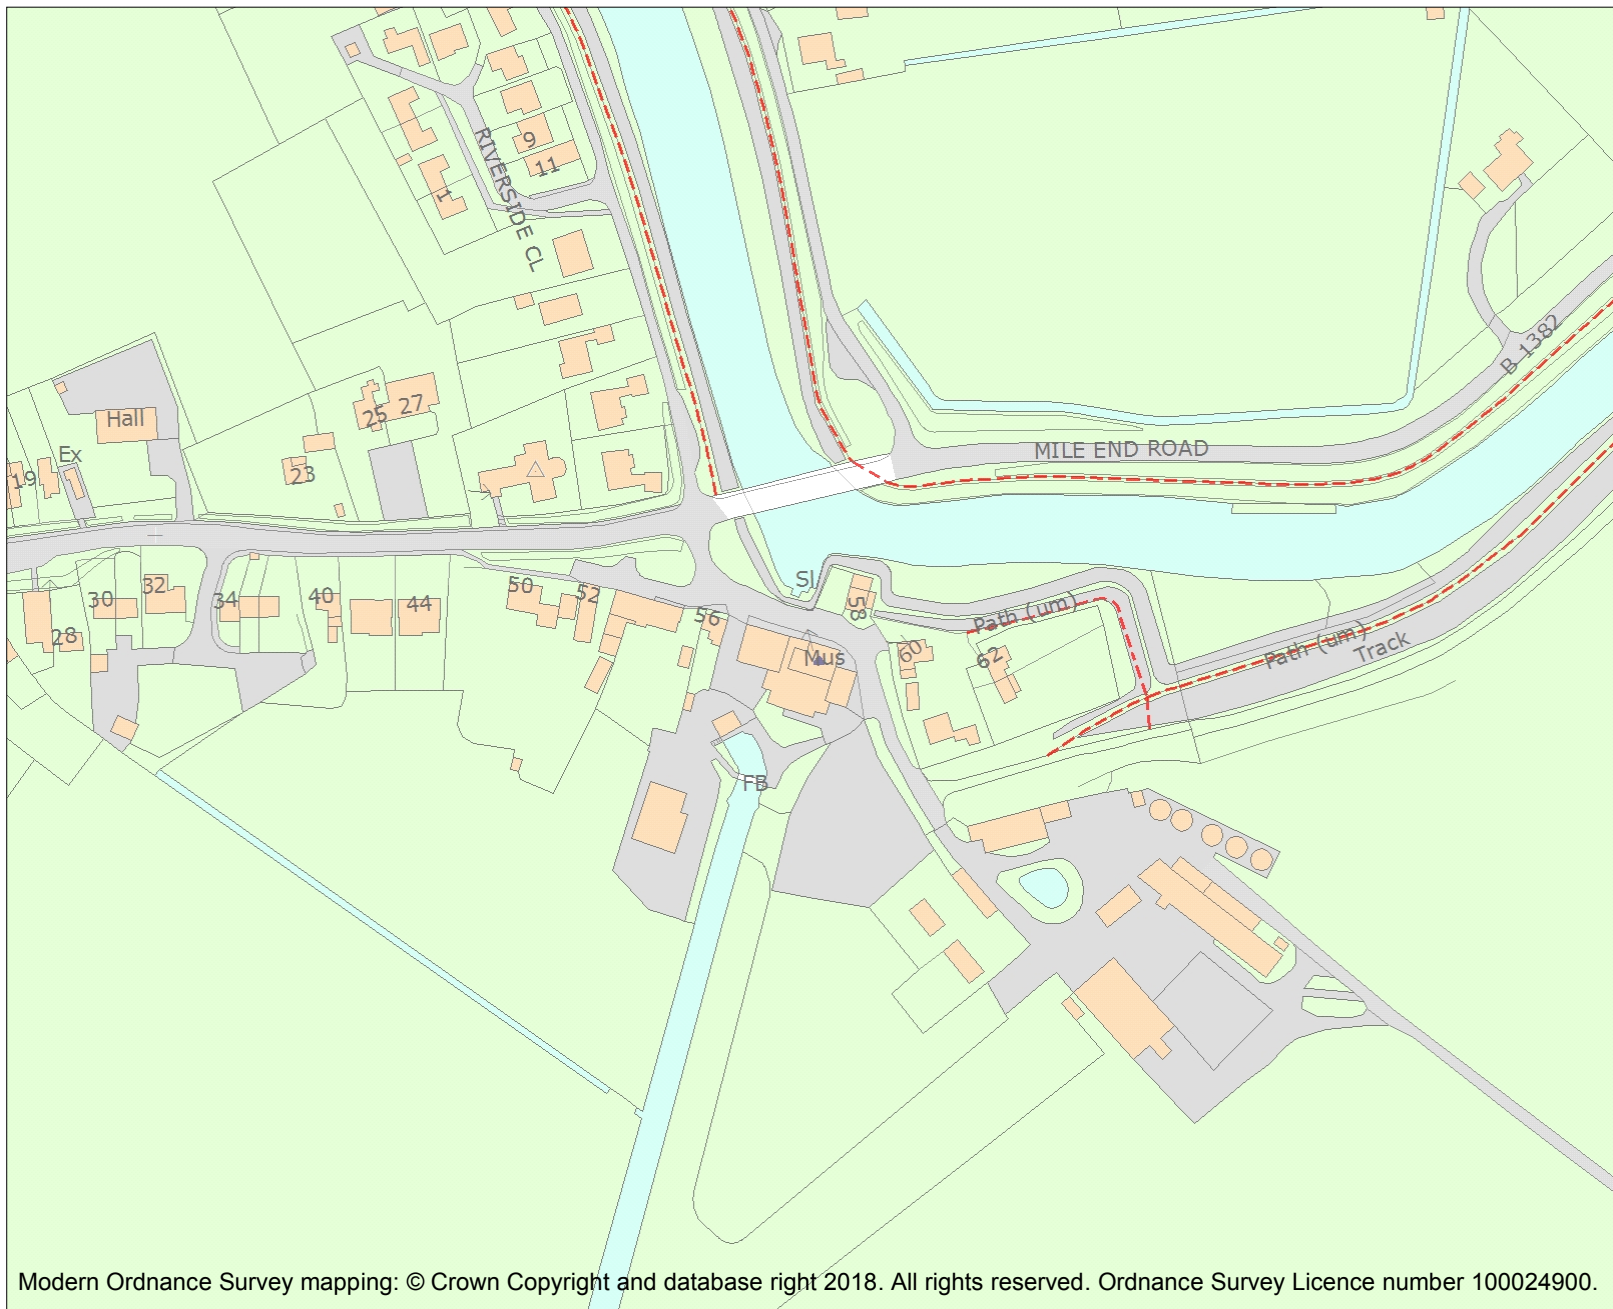 9
11
1
RIVERSIDE CL
B 1382
25 27
Hall
MILE END ROAD
Ex
19
23
Sl
50
52
32
30
34
40
44
58
Path (um)
56
28
60
62
Mus
Path (um)
Track
FB
Modern Ordnance Survey mapping: © Crown Copyright and database right 2018. All rights reserved. Ordnance Survey Licence number 100024900.